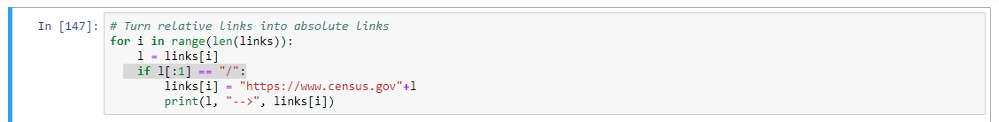 In [147]: # Turn relative links into absolute links
for i in range(len(links)):
    l = links[i]
    if l[:1] == "/":
        links[i] = "https://www.census.gov"+l
        print(l, "-->", links[i])